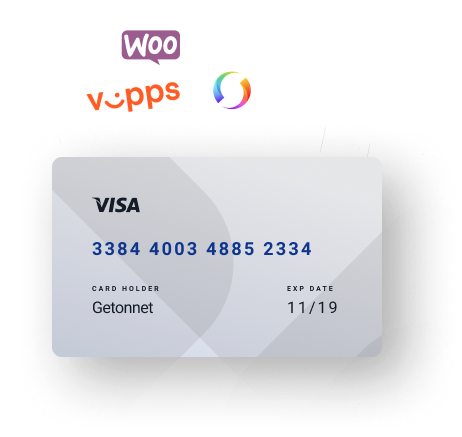 WOO
vipps
VISA
3384 4003 4885 2334
CARD HOLDER
EXP DATE
Getonnet
11/19